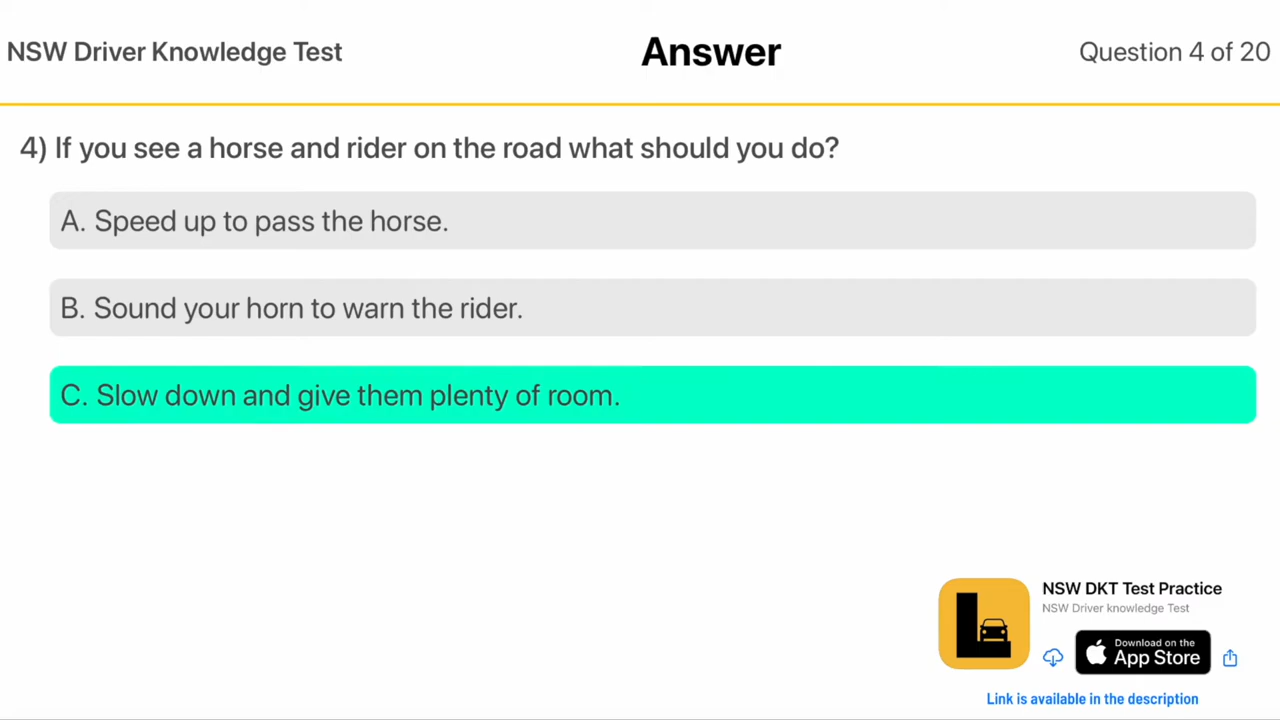 NSW Driver Knowledge Test
Answer
Question 4 of 20
4) If you see a horse and rider on the road what should you do?
A. Speed up to pass the horse.
B. Sound your horn to warn the rider.
C. Slow down and give them plenty of room.
NSW DKT Test Practice
NSW Driver knowledge Test
Download on the
App Store
Link is available in the description